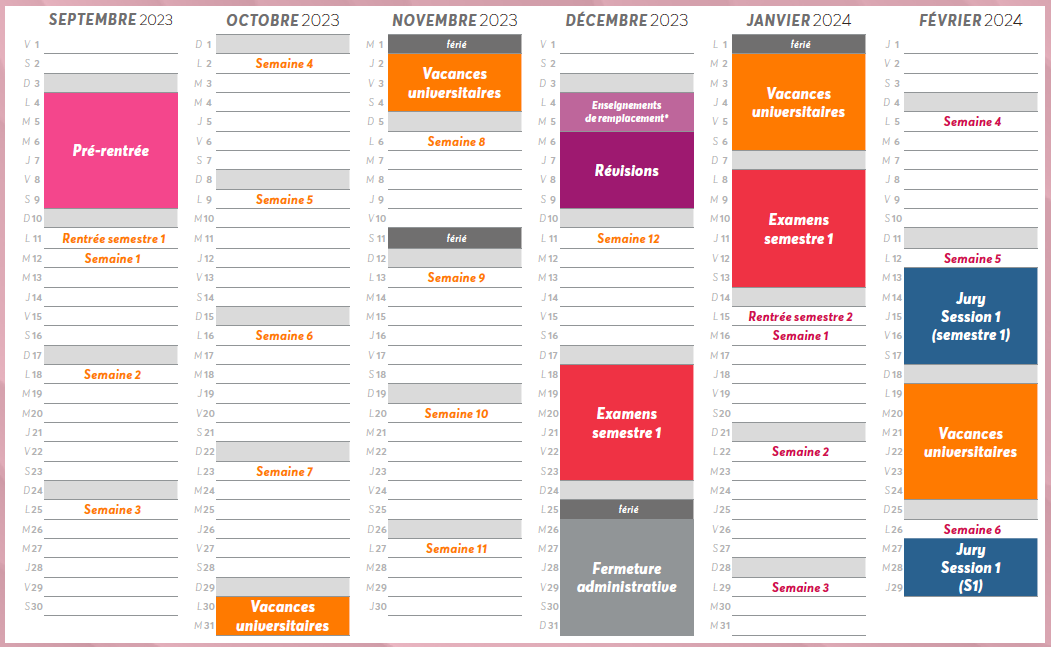 SEPTEMBRE 2023
V 1
S 2
D 3
L 4
M 5
M 6
Pré-rentrée
J 7
V 8
S 9
D 10
L 11 Rentrée semestre 1
M 12 Semaine 1
M 13
J 14
V 15
S 16
D 17
L 18 Semaine 2
M 19
M 20
J 21
V 22
S 23
D 24
L 25 Semaine 3
M 26
M 27
J 28
V 29
S 30
OCTOBRE 2023
D 1
L 2 Semaine 4
M 3
M 4
J 5
V 6
S 7
D 8
L 9 Semaine 5
M 10
M 11
J 12
V 13
S 14
D 15
L 16 Semaine 6
M 17
M 18
J 19
V 20
S 21
D 22
L 23 Semaine 7
M 24
M 25
J 26
V 27
S 28
D 29
L 30 Vacances
M 31 universitaires
NOVEMBRE 2023
M 1 férié
J 2
V 3
Vacances
universitaires
S 4
D 5
L 6 Semaine 8
M 7
M 8
J 9
V 10
S 11 férié
D 12
L 13 Semaine 9
M 14
M 15
J 16
V 17
S 18
D 19
L 20 Semaine 10
M 21
M 22
J 23
V 24
S 25
D 26
L 27 Semaine 11
M 28
M 29
J 30
DÉCEMBRE 2023
V 1
S 2
D 3
L 4 Enseignements
M 5 de remplacement*
M 6
J 7
Révisions
V 8
S 9
D 10
L 11 Semaine 12
M 12
M 13
J 14
V 15
S 16
D 17
L 18
M 19
M 20 Examens
J 21 semestre 1
V 22
S 23
D 24
L 25 férié
M 26
M 27
J 28 Fermeture
V 29 administrative
S 30
D 31
JANVIER 2024
L 1 férié
M 2
M 3
Vacances
universitaires
J 4
V 5
S 6
D 7
L 8
M 9
M 10 Examens
J 11 semestre 1
V 12
S 13
D 14
L 15 Rentrée semestre 2
M 16 Semaine 1
M 17
J 18
V 19
S 20
D 21
L 22 Semaine 2
M 23
M 24
J 25
V 26
S 27
D 28
L 29 Semaine 3
M 30
M 31
FÉVRIER 2024
J 1
V 2
S 3
D 4
L 5 Semaine 4
M 6
M 7
J 8
V 9
S 10
D 11
L 12 Semaine 5
M 13
M 14 Jury
J 15 Session 1
V 16 (semestre 1)
S 17
D 18
L 19
M 20
M 21 Vacances
J 22 universitaires
V 23
S 24
D 25
L 26 Semaine 6
M 27 Jury
M 28 Session 1
J 29 (S1)